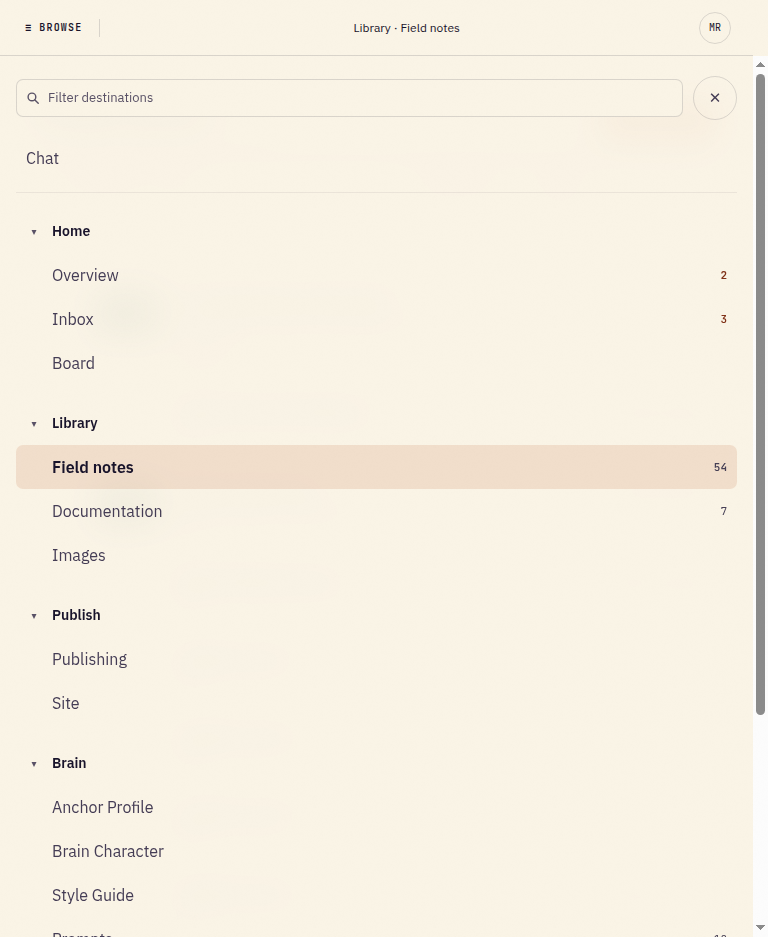 ≡ BROWSE
Library · Field notes
MR
Filter destinations
✕
Chat
▾ Home
Overview 2
Inbox 3
Board
▾ Library
Field notes 54
Documentation 7
Images
▾ Publish
Publishing
Site
▾ Brain
Anchor Profile
Brain Character
Style Guide